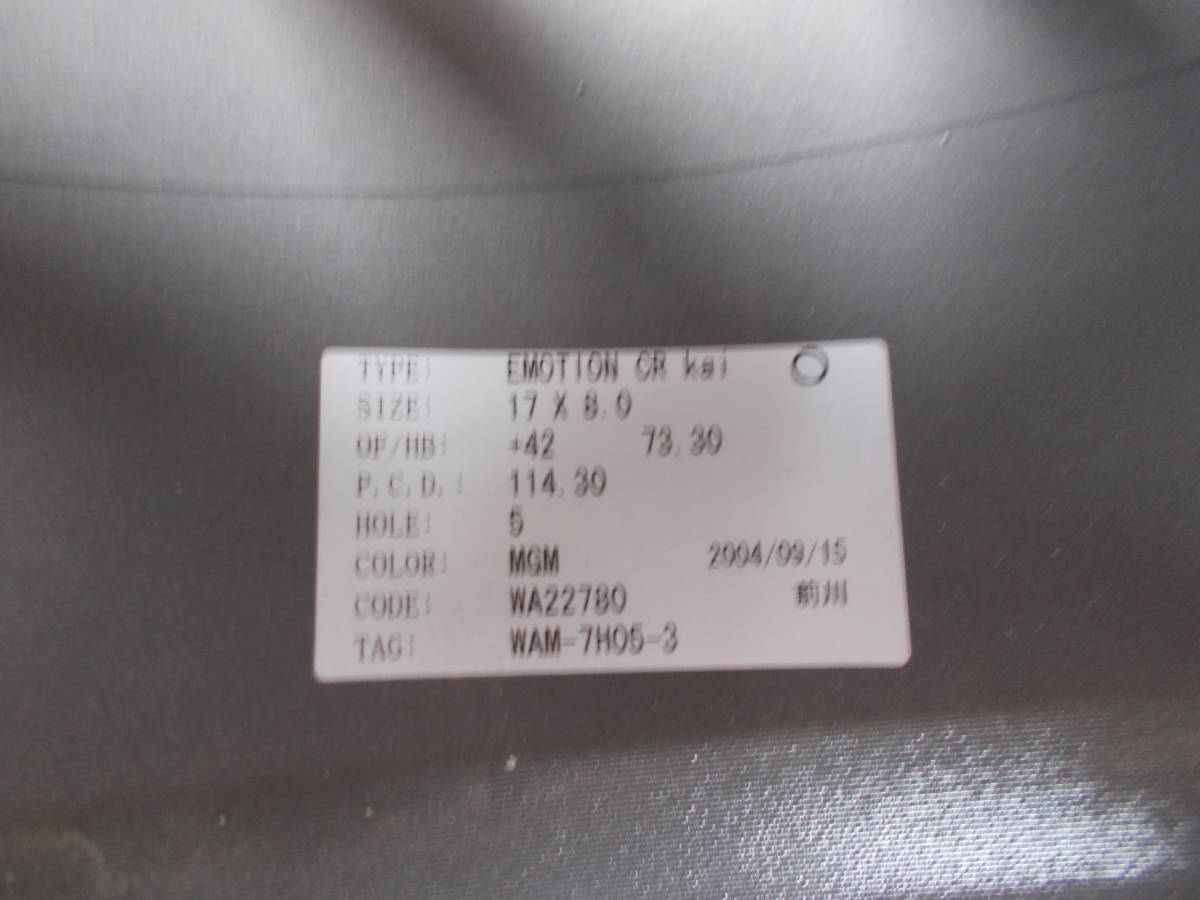 TYPE: EMOTION CR kai
SIZE: 17 X 8.0
OF/HB: +42 73.30
P.C.D.: 114.30
HOLE: 5
COLOR: MGM 2004/09/15
CODE: WA22780 前川
TAG: WAM-7H05-3